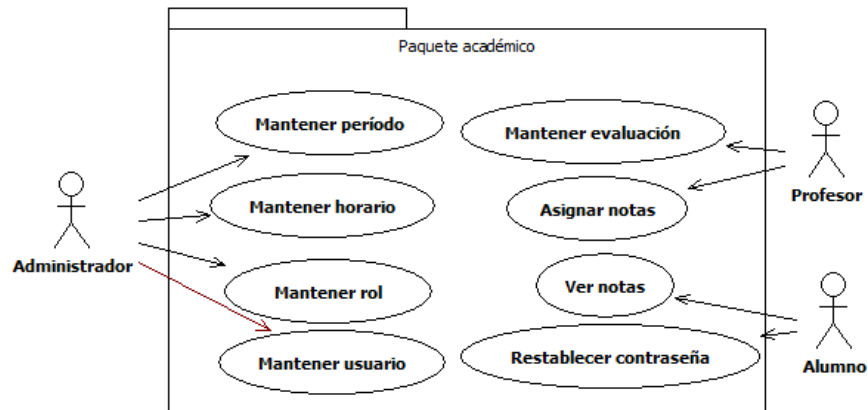 Paquete académico
Mantener período
Mantener evaluación
Mantener horario
Asignar notas
Profesor
Administrador
Mantener rol
Ver notas
Mantener usuario
Restablecer contraseña
Alumno